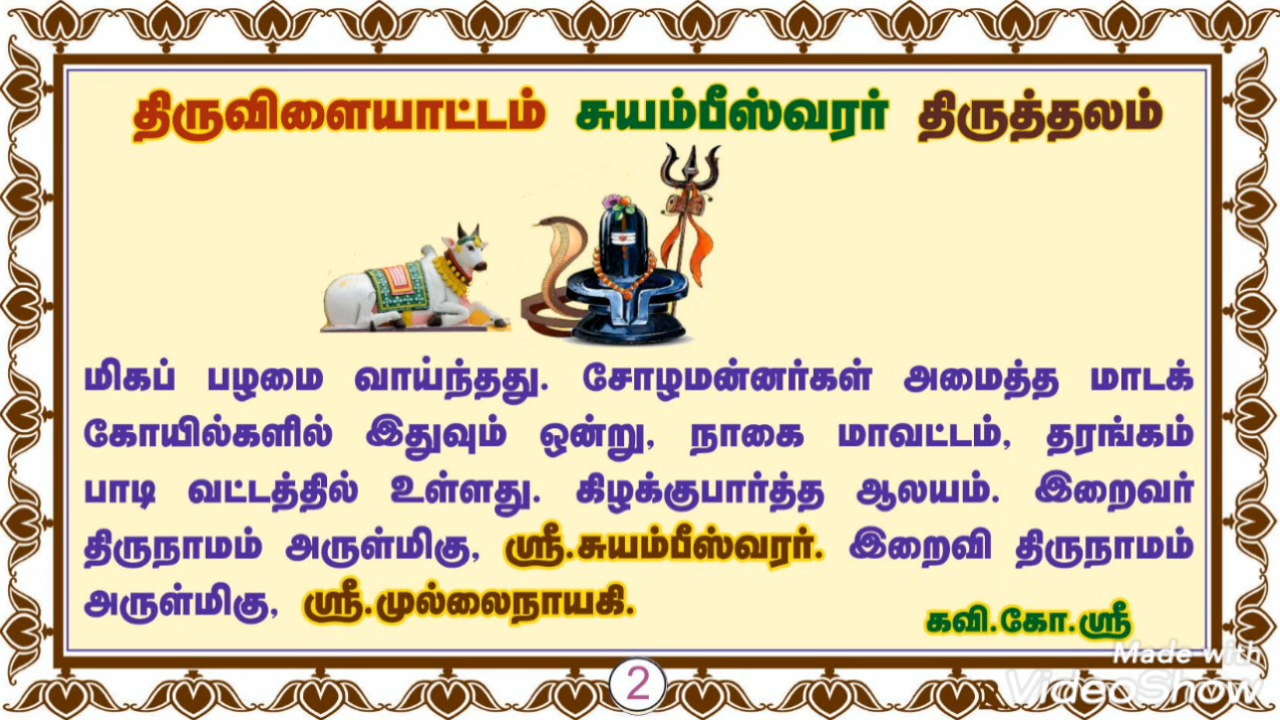 திருவிளையாட்டம் சுயம்பீஸ்வரர் திருத்தலம்
மிகப் பழமை வாய்ந்தது. சோழமன்னர்கள் அமைத்த மாடக்
கோயில்களில் இதுவும் ஒன்று, நாகை மாவட்டம், தரங்கம்
பாடி வட்டத்தில் உள்ளது. கிழக்குபார்த்த ஆலயம். இறைவர்
திருநாமம் அருள்மிகு, ஸ்ரீ.சுயம்பீஸ்வரர். இறைவி திருநாமம்
அருள்மிகு, ஸ்ரீ.முல்லைநாயகி.
கவி.கோ.ஸ்ரீ
Made with
VideoShow
2